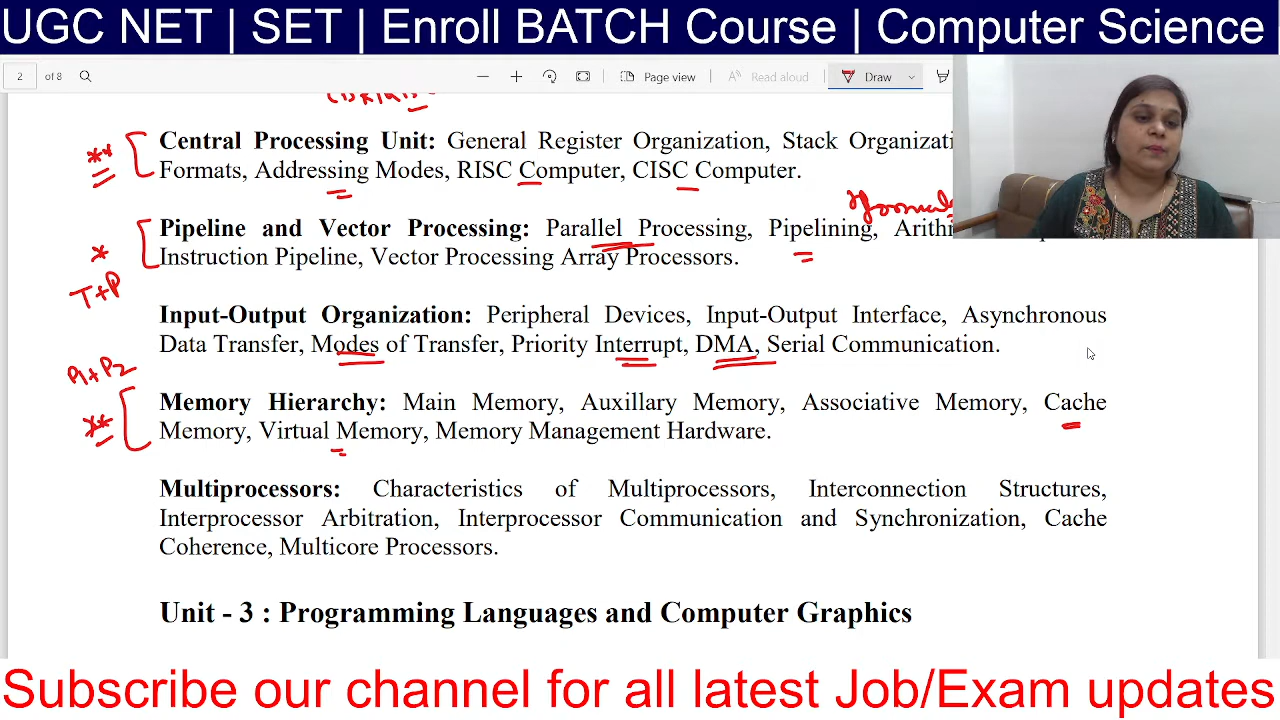 UGC NET | SET | Enroll BATCH Course | Computer Science
2 of 8 Page view Read aloud Draw
Central Processing Unit: General Register Organization, Stack
** Formats, Addressing Modes, RISC Computer, CISC Computer.
Pipeline and Vector Processing: Parallel Processing, Pipelining,
* Instruction Pipeline, Vector Processing Array Processors.
T+P
Input-Output Organization: Peripheral Devices, Input-Output Interface, Asynchronous
Data Transfer, Modes of Transfer, Priority Interrupt, DMA, Serial Communication.
P1+P2
Memory Hierarchy: Main Memory, Auxillary Memory, Associative Memory, Cache
** Memory, Virtual Memory, Memory Management Hardware.
Multiprocessors: Characteristics of Multiprocessors, Interconnection Structures,
Interprocessor Arbitration, Interprocessor Communication and Synchronization, Cache
Coherence, Multicore Processors.
Unit - 3 : Programming Languages and Computer Graphics
Subscribe our channel for all latest Job/Exam updates